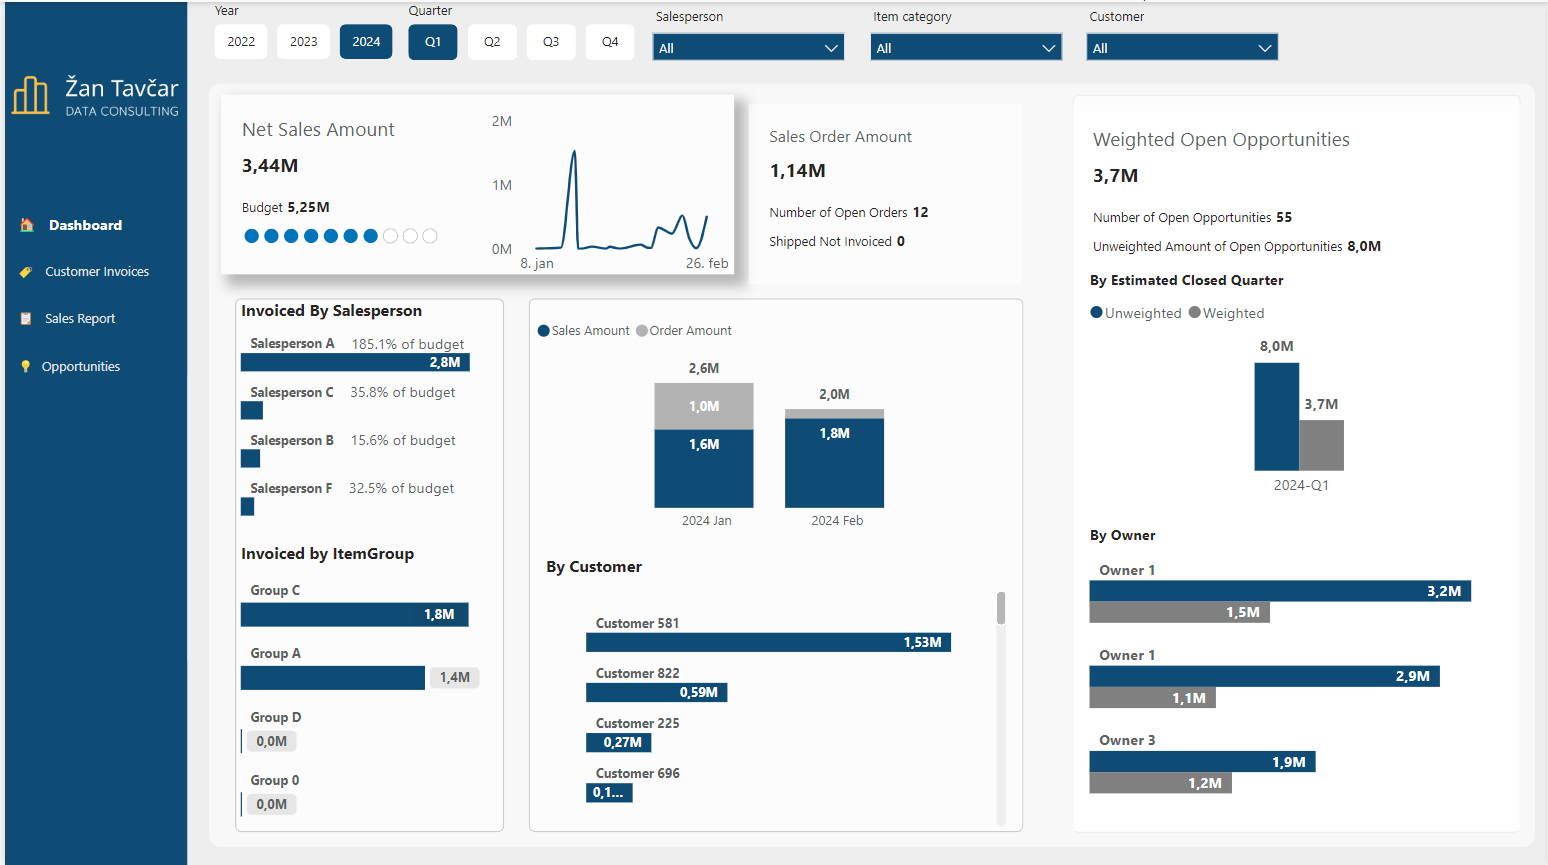 Year
Quarter
Salesperson
Item category
Customer
2022
2023
2024
Q1
Q2
Q3
Q4
All
All
All
Žan Tavčar
DATA CONSULTING
Dashboard
Customer Invoices
Sales Report
Opportunities
Net Sales Amount
3,44M
Budget 5,25M
2M
1M
0M
8. jan
26. feb
Sales Order Amount
1,14M
Number of Open Orders 12
Shipped Not Invoiced 0
Weighted Open Opportunities
3,7M
Number of Open Opportunities 55
Unweighted Amount of Open Opportunities 8,0M
By Estimated Closed Quarter
Unweighted Weighted
8,0M
3,7M
2024-Q1
By Owner
Owner 1
3,2M
1,5M
Owner 1
2,9M
1,1M
Owner 3
1,9M
1,2M
Invoiced By Salesperson
Salesperson A 185.1% of budget
2,8M
Salesperson C 35.8% of budget
Salesperson B 15.6% of budget
Salesperson F 32.5% of budget
Invoiced by ItemGroup
Group C
1,8M
Group A
1,4M
Group D
0,0M
Group 0
0,0M
Sales Amount Order Amount
2,6M
1,0M
1,6M
2024 Jan
2,0M
1,8M
2024 Feb
By Customer
Customer 581
1,53M
Customer 822
0,59M
Customer 225
0,27M
Customer 696
0,1...